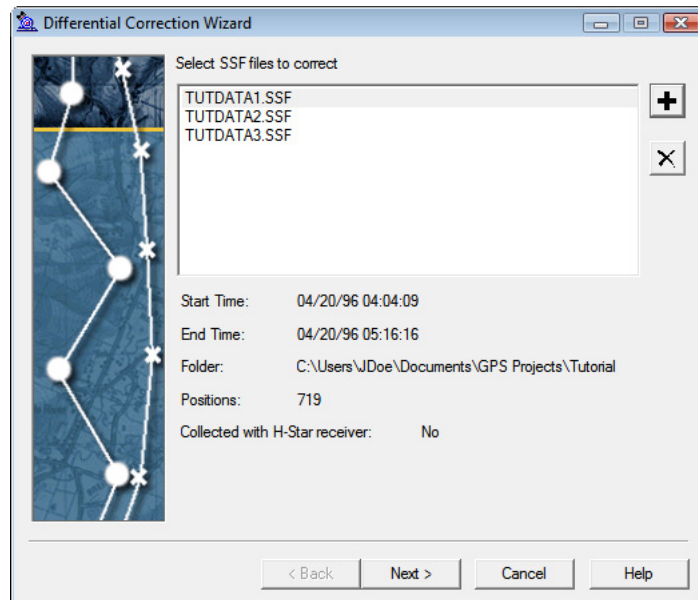 Differential Correction Wizard
Select SSF files to correct
TUTDATA1.SSF
TUTDATA2.SSF
TUTDATA3.SSF
Start Time: 04/20/96 04:04:09
End Time: 04/20/96 05:16:16
Folder: C:\Users\JDoe\Documents\GPS Projects\Tutorial
Positions: 719
Collected with H-Star receiver: No
< Back
Next >
Cancel
Help